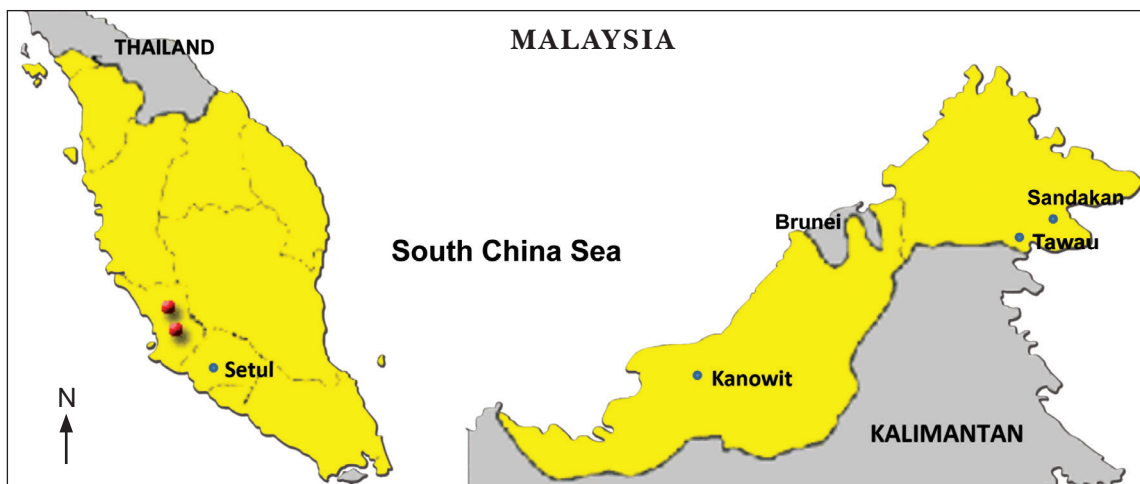 MALAYSIA
THAILAND
Sandakan
Brunei
Tawau
South China Sea
Setul
Kanowit
N
KALIMANTAN